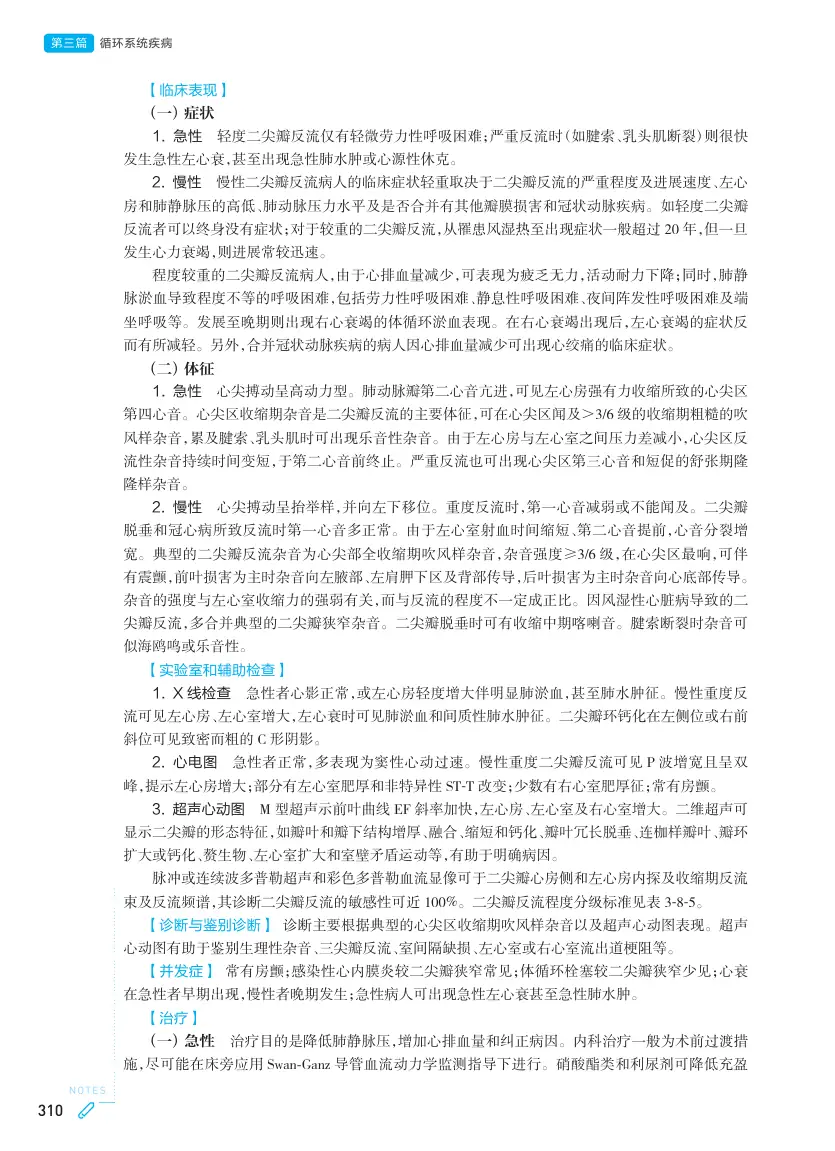 第三篇 循环系统疾病
【临床表现】
（一）症状
1. 急性 轻度二尖瓣反流仅有轻微劳力性呼吸困难；严重反流时（如腱索、乳头肌断裂）则很快
发生急性左心衰，甚至出现急性肺水肿或心源性休克。
2. 慢性 慢性二尖瓣反流病人的临床症状轻重取决于二尖瓣反流的严重程度及进展速度、左心
房和肺静脉压的高低、肺动脉压力水平及是否合并有其他瓣膜损害和冠状动脉疾病。如轻度二尖瓣
反流者可以终身没有症状；对于较重的二尖瓣反流，从罹患风湿热至出现症状一般超过 20 年，但一旦
发生心力衰竭，则进展常较迅速。
程度较重的二尖瓣反流病人，由于心排血量减少，可表现为疲乏无力，活动耐力下降；同时，肺静
脉淤血导致程度不等的呼吸困难，包括劳力性呼吸困难、静息性呼吸困难、夜间阵发性呼吸困难及端
坐呼吸等。发展至晚期则出现右心衰竭的体循环淤血表现。在右心衰竭出现后，左心衰竭的症状反
而有所减轻。另外，合并冠状动脉疾病的病人因心排血量减少可出现心绞痛的临床症状。
（二）体征
1. 急性 心尖搏动呈高动力型。肺动脉瓣第二心音亢进，可见左心房强有力收缩所致的心尖区
第四心音。心尖区收缩期杂音是二尖瓣反流的主要体征，可在心尖区闻及＞3/6 级的收缩期粗糙的吹
风样杂音，累及腱索、乳头肌时可出现乐音性杂音。由于左心房与左心室之间压力差减小，心尖区反
流性杂音持续时间变短，于第二心音前终止。严重反流也可出现心尖区第三心音和短促的舒张期隆
隆样杂音。
2. 慢性 心尖搏动呈抬举样，并向左下移位。重度反流时，第一心音减弱或不能闻及。二尖瓣
脱垂和冠心病所致反流时第一心音多正常。由于左心室射血时间缩短、第二心音提前，心音分裂增
宽。典型的二尖瓣反流杂音为心尖部全收缩期吹风样杂音，杂音强度≥3/6 级，在心尖区最响，可伴
有震颤，前叶损害为主时杂音向左腋部、左肩胛下区及背部传导，后叶损害为主时杂音向心底部传导。
杂音的强度与左心室收缩力的强弱有关，而与反流的程度不一定成正比。因风湿性心脏病导致的二
尖瓣反流，多合并典型的二尖瓣狭窄杂音。二尖瓣脱垂时可有收缩中期喀喇音。腱索断裂时杂音可
似海鸥鸣或乐音性。
【实验室和辅助检查】
1. X 线检查 急性者心影正常，或左心房轻度增大伴明显肺淤血，甚至肺水肿征。慢性重度反
流可见左心房、左心室增大，左心衰时可见肺淤血和间质性肺水肿征。二尖瓣环钙化在左侧位或右前
斜位可见致密而粗的 C 形阴影。
2. 心电图 急性者正常，多表现为窦性心动过速。慢性重度二尖瓣反流可见 P 波增宽且呈双
峰，提示左心房增大；部分有左心室肥厚和非特异性 ST-T 改变；少数有右心室肥厚征；常有房颤。
3. 超声心动图 M 型超声示前叶曲线 EF 斜率加快，左心房、左心室及右心室增大。二维超声可
显示二尖瓣的形态特征，如瓣叶和瓣下结构增厚、融合、缩短和钙化、瓣叶冗长脱垂、连枷样瓣叶、瓣环
扩大或钙化、赘生物、左心室扩大和室壁矛盾运动等，有助于明确病因。
脉冲或连续波多普勒超声和彩色多普勒血流显像可于二尖瓣心房侧和左心房内探及收缩期反流
束及反流频谱，其诊断二尖瓣反流的敏感性可近 100%。二尖瓣反流程度分级标准见表 3-8-5。
【诊断与鉴别诊断】 诊断主要根据典型的心尖区收缩期吹风样杂音以及超声心动图表现。超声
心动图有助于鉴别生理性杂音、三尖瓣反流、室间隔缺损、左心室或右心室流出道梗阻等。
【并发症】 常有房颤；感染性心内膜炎较二尖瓣狭窄常见；体循环栓塞较二尖瓣狭窄少见；心衰
在急性者早期出现，慢性者晚期发生；急性病人可出现急性左心衰甚至急性肺水肿。
【治疗】
（一）急性 治疗目的是降低肺静脉压，增加心排血量和纠正病因。内科治疗一般为术前过渡措
施，尽可能在床旁应用 Swan-Ganz 导管血流动力学监测指导下进行。硝酸酯类和利尿剂可降低充盈
NOTES
310